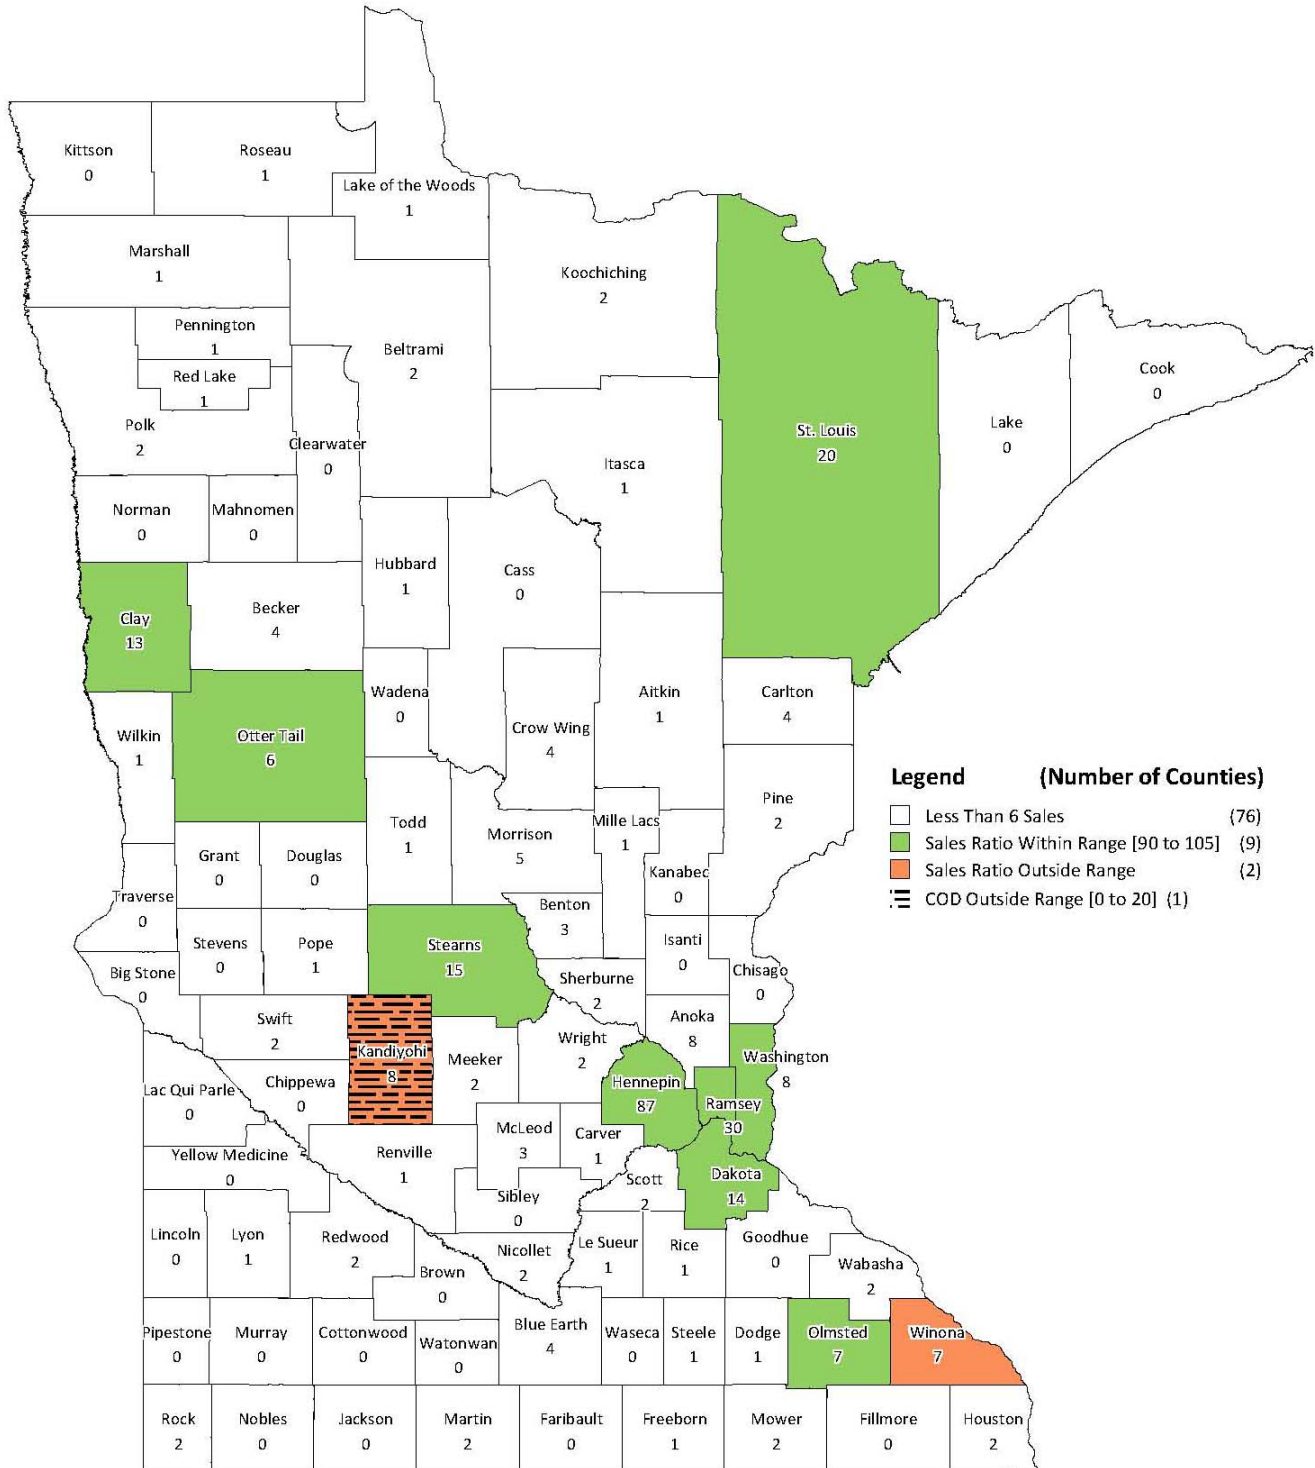 Kittson
0
Roseau
1
Lake of the Woods
1
Marshall
1
Koochiching
2
Pennington
1
Beltrami
2
Red Lake
1
Polk
2
Clearwater
0
St. Louis
20
Lake
0
Cook
0
Itasca
1
Norman
0
Mahnomen
0
Hubbard
1
Cass
0
Clay
13
Becker
4
Wadena
0
Aitkin
1
Carlton
4
Crow Wing
4
Wilkin
1
Otter Tail
6
Legend (Number of Counties)
Less Than 6 Sales (76)
Sales Ratio Within Range [90 to 105] (9)
Sales Ratio Outside Range (2)
COD Outside Range [0 to 20] (1)
Pine
2
Todd
1
Morrison
5
Mille Lacs
1
Kanabec
0
Grant
0
Douglas
0
Traverse
0
Benton
3
Stevens
0
Pope
1
Stearns
15
Isanti
0
Chisago
0
Big Stone
0
Sherburne
2
Swift
2
Anoka
8
Kandiyohi
8
Meeker
2
Wright
2
Washington
8
Lac Qui Parle
0
Chippewa
0
Hennepin
87
Ramsey
30
McLeod
3
Carver
1
Yellow Medicine
0
Renville
1
Scott
2
Dakota
14
Sibley
0
Lincoln
0
Lyon
1
Redwood
2
Nicollet
2
Le Sueur
1
Rice
1
Goodhue
0
Wabasha
2
Brown
0
Pipestone
0
Murray
0
Cottonwood
0
Watonwan
0
Blue Earth
4
Waseca
0
Steele
1
Dodge
1
Olmsted
7
Winona
7
Rock
2
Nobles
0
Jackson
0
Martin
2
Faribault
0
Freeborn
1
Mower
2
Fillmore
0
Houston
2